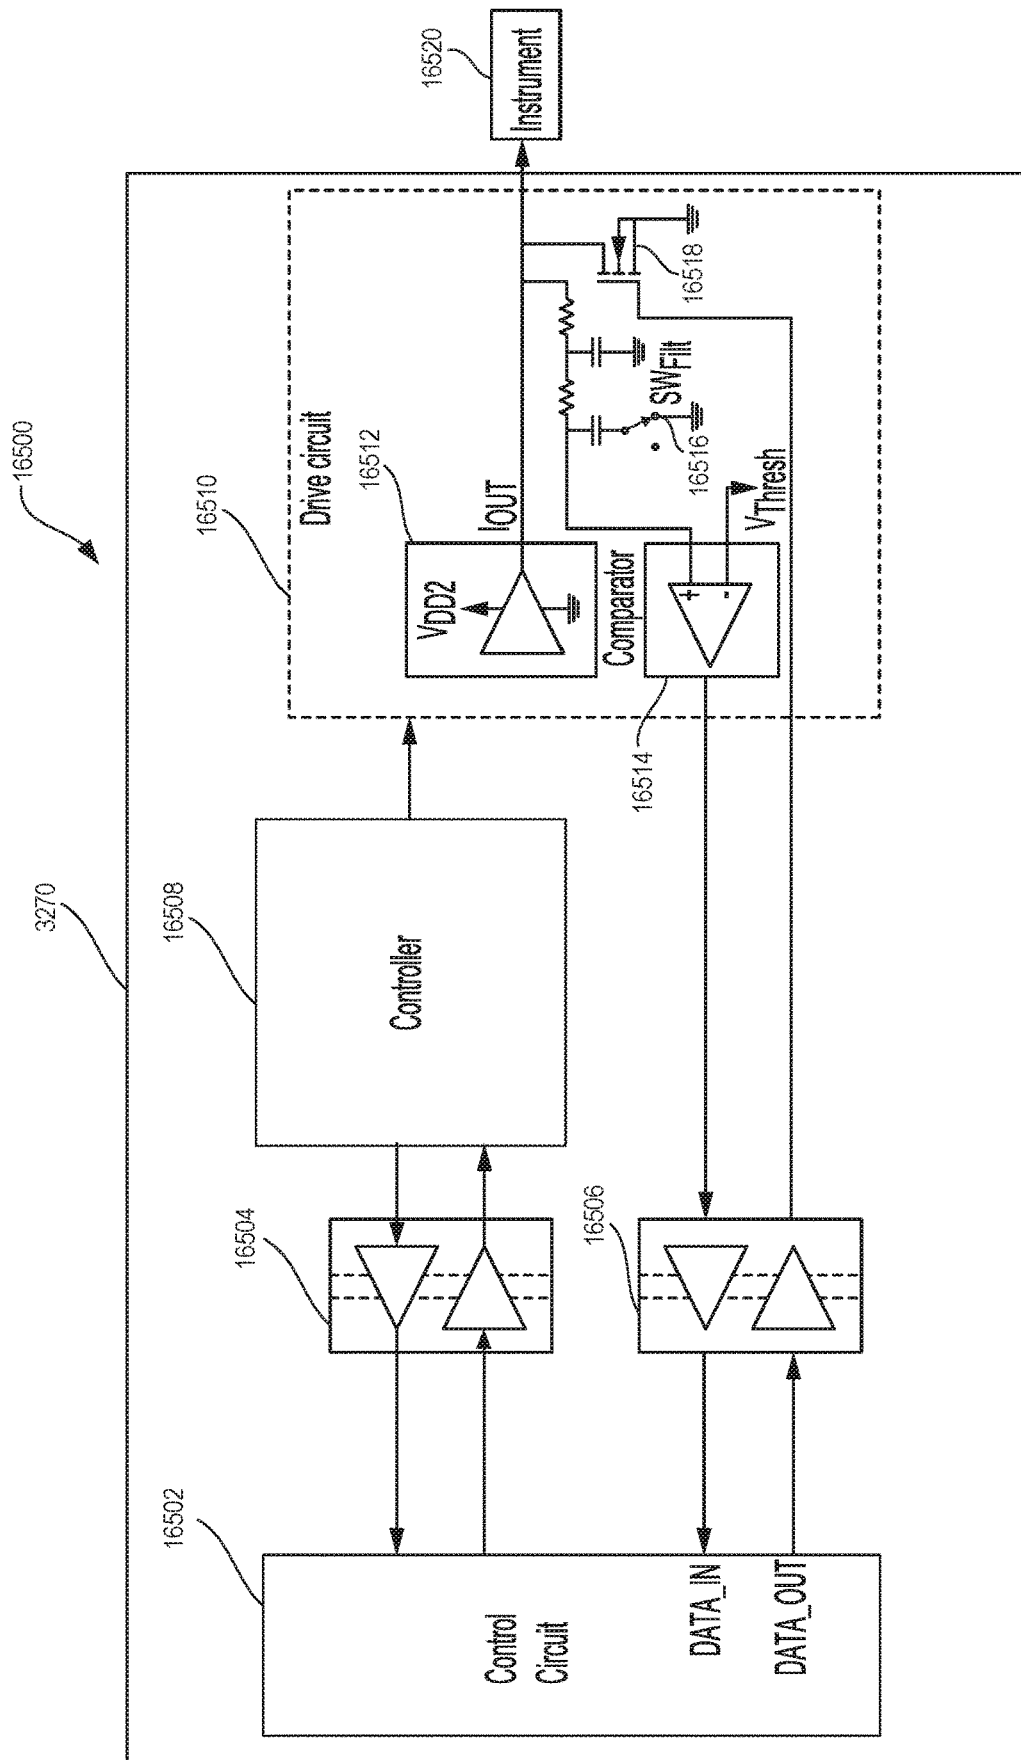 16500
3270
16502
Control
Circuit
DATA_IN
DATA_OUT
16504
16506
16508
Controller
16510
Drive circuit
16512
VDD2
IOUT
Comparator
16514
+
-
VThresh
16516
SWFilt
16518
16520
Instrument